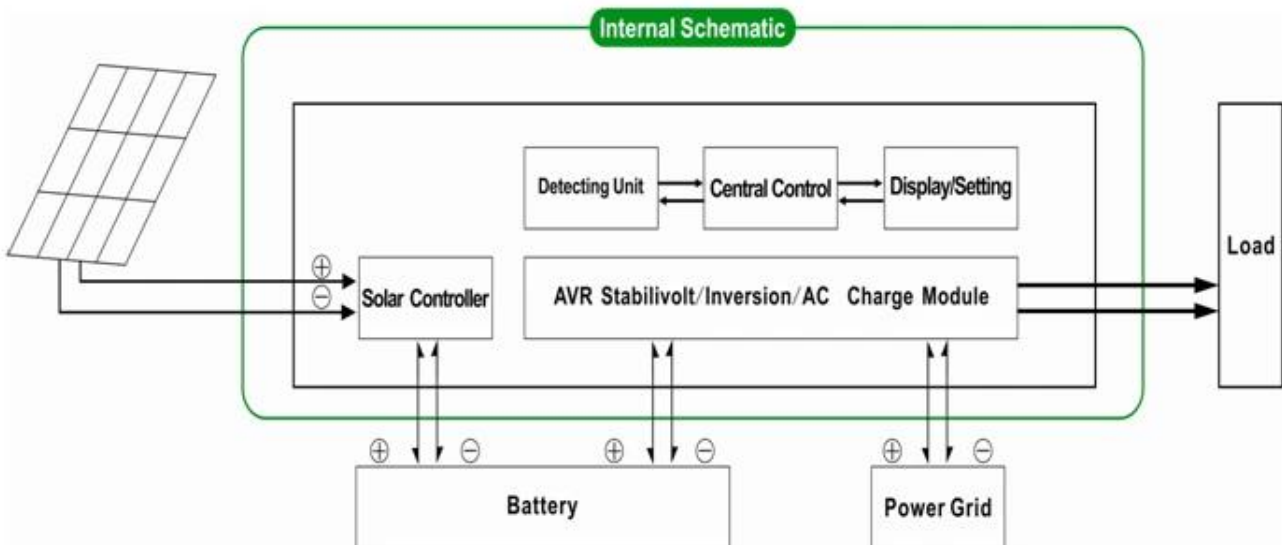 Internal Schematic
Detecting Unit
Central Control
Display/Setting
Load
⊕
⊖
Solar Controller
AVR Stabilivolt/Inversion/AC Charge Module
⊕ ⊖ ⊕ ⊖ ⊕ ⊖
Battery
Power Grid